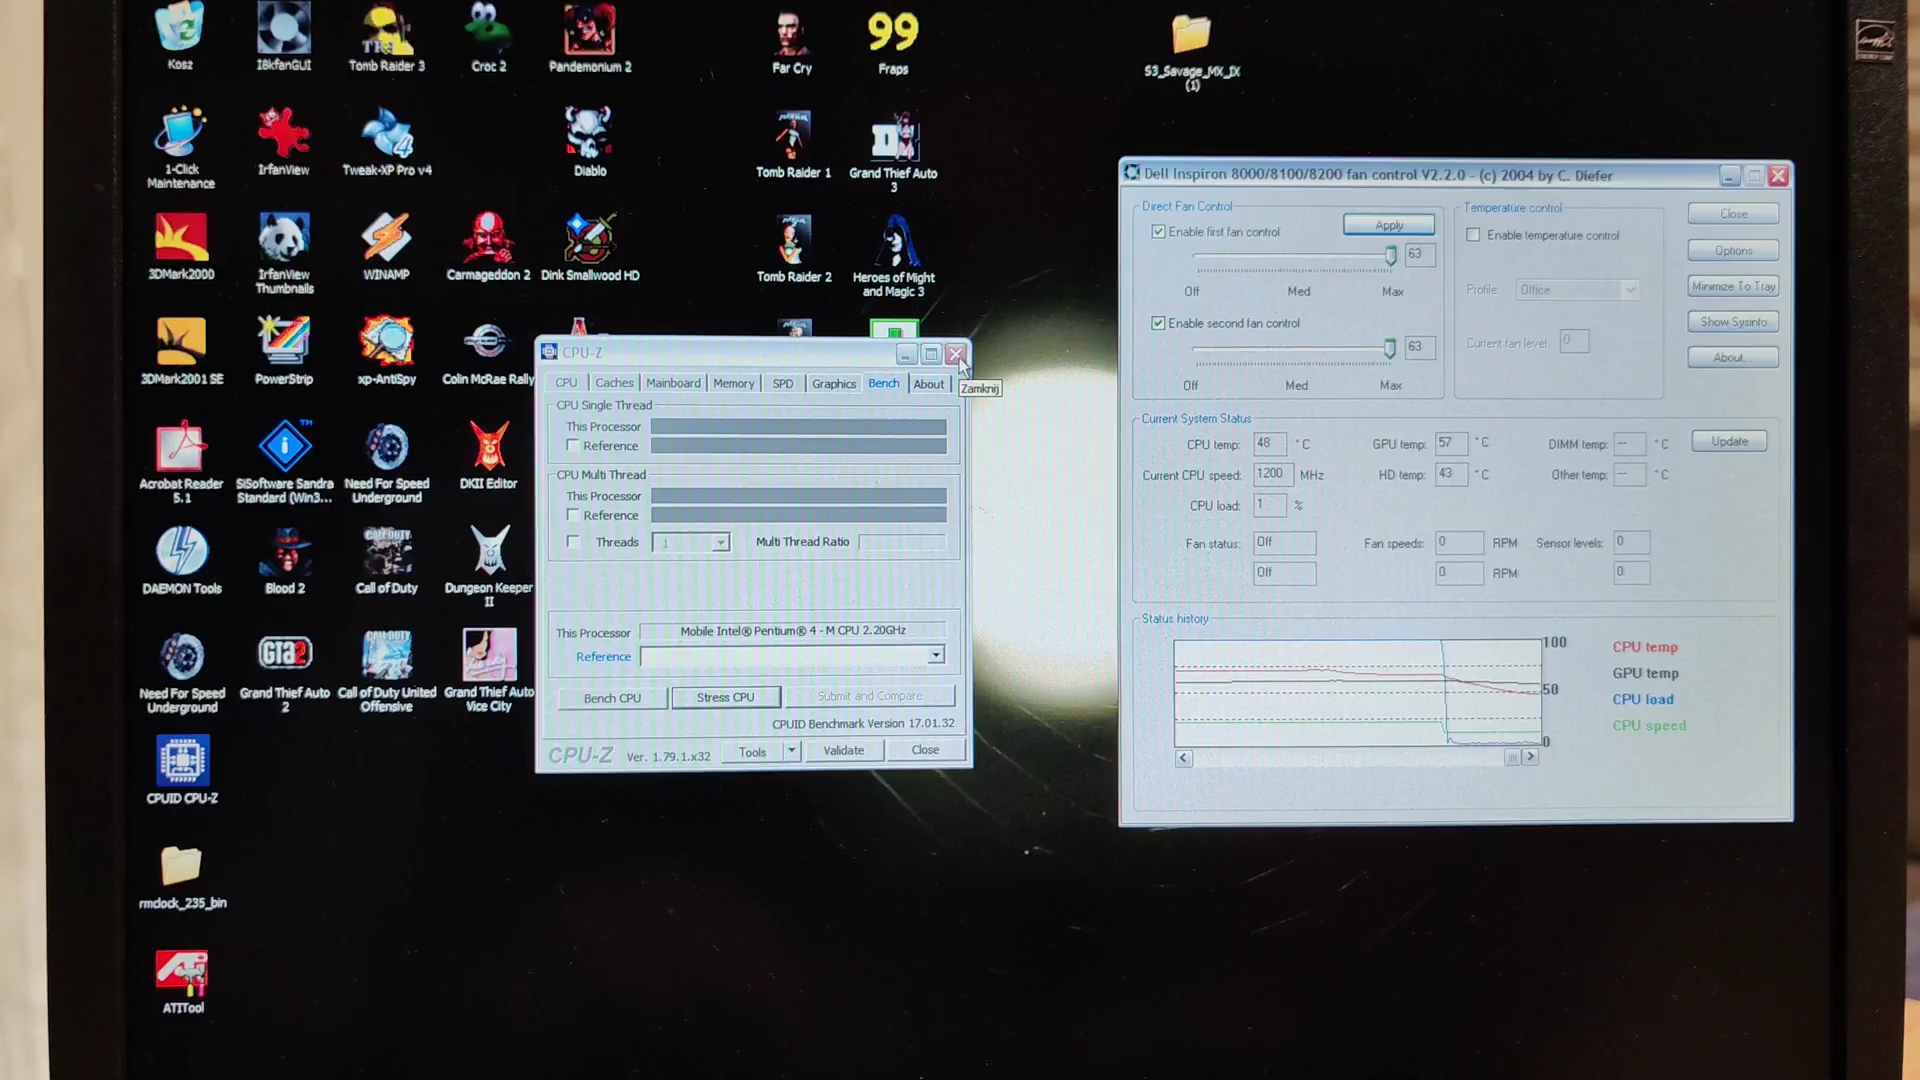 Kosz
I8kfanGUI
Tomb Raider 3
Croc 2
Pandemonium 2
Far Cry
99
Fraps
S3_Savage_MX_IX
(1)
1-Click
Maintenance
IrfanView
Tweak-XP Pro v4
Diablo
Tomb Raider 1
Grand Theif Auto
3
3DMark2000
IrfanView
Thumbnails
WINAMP
Carmageddon 2
Dink Smallwood HD
Tomb Raider 2
Heroes of Might
and Magic 3
3DMark2001 SE
PowerStrip
xp-AntiSpy
Colin McRae Rally
Acrobat Reader
5.1
SiSoftware Sandra
Standard (Win3...
Need For Speed
Underground
DKII Editor
DAEMON Tools
Blood 2
Call of Duty
Dungeon Keeper
II
GTA2
Need For Speed
Underground
Grand Thief Auto
2
Call of Duty United
Offensive
Grand Thief Auto
Vice City
CPUID CPU-Z
rmclock_235_bin
ATITool
CPU-Z
CPU Caches Mainboard Memory SPD Graphics Bench About
Zamknij
CPU Single Thread
This Processor
Reference
CPU Multi Thread
This Processor
Reference
Threads 1 Multi Thread Ratio
This Processor Mobile Intel® Pentium® 4 - M CPU 2.20GHz
Reference
Bench CPU Stress CPU Submit and Compare
CPUID Benchmark Version 17.01.32
CPU-Z Ver. 1.79.1.x32 Tools Validate Close
Dell Inspiron 8000/8100/8200 fan control V2.2.0 - (c) 2004 by C. Diefer
Direct Fan Control
Apply
Enable first fan control
63
Off Med Max
Enable second fan control
63
Off Med Max
Temperature control
Enable temperature control
Profile: Office
Current fan level: 0
Close
Options
Minimize To Tray
Show Sysinfo
About...
Current System Status
CPU temp: 48 °C GPU temp: 57 °C DIMM temp: --- °C Update
Current CPU speed: 1200 MHz HD temp: 43 °C Other temp: --- °C
CPU load: 1 %
Fan status: Off Fan speeds: 0 RPM Sensor levels: 0
Off 0 RPM 0
Status history
100
50
0
CPU temp
GPU temp
CPU load
CPU speed